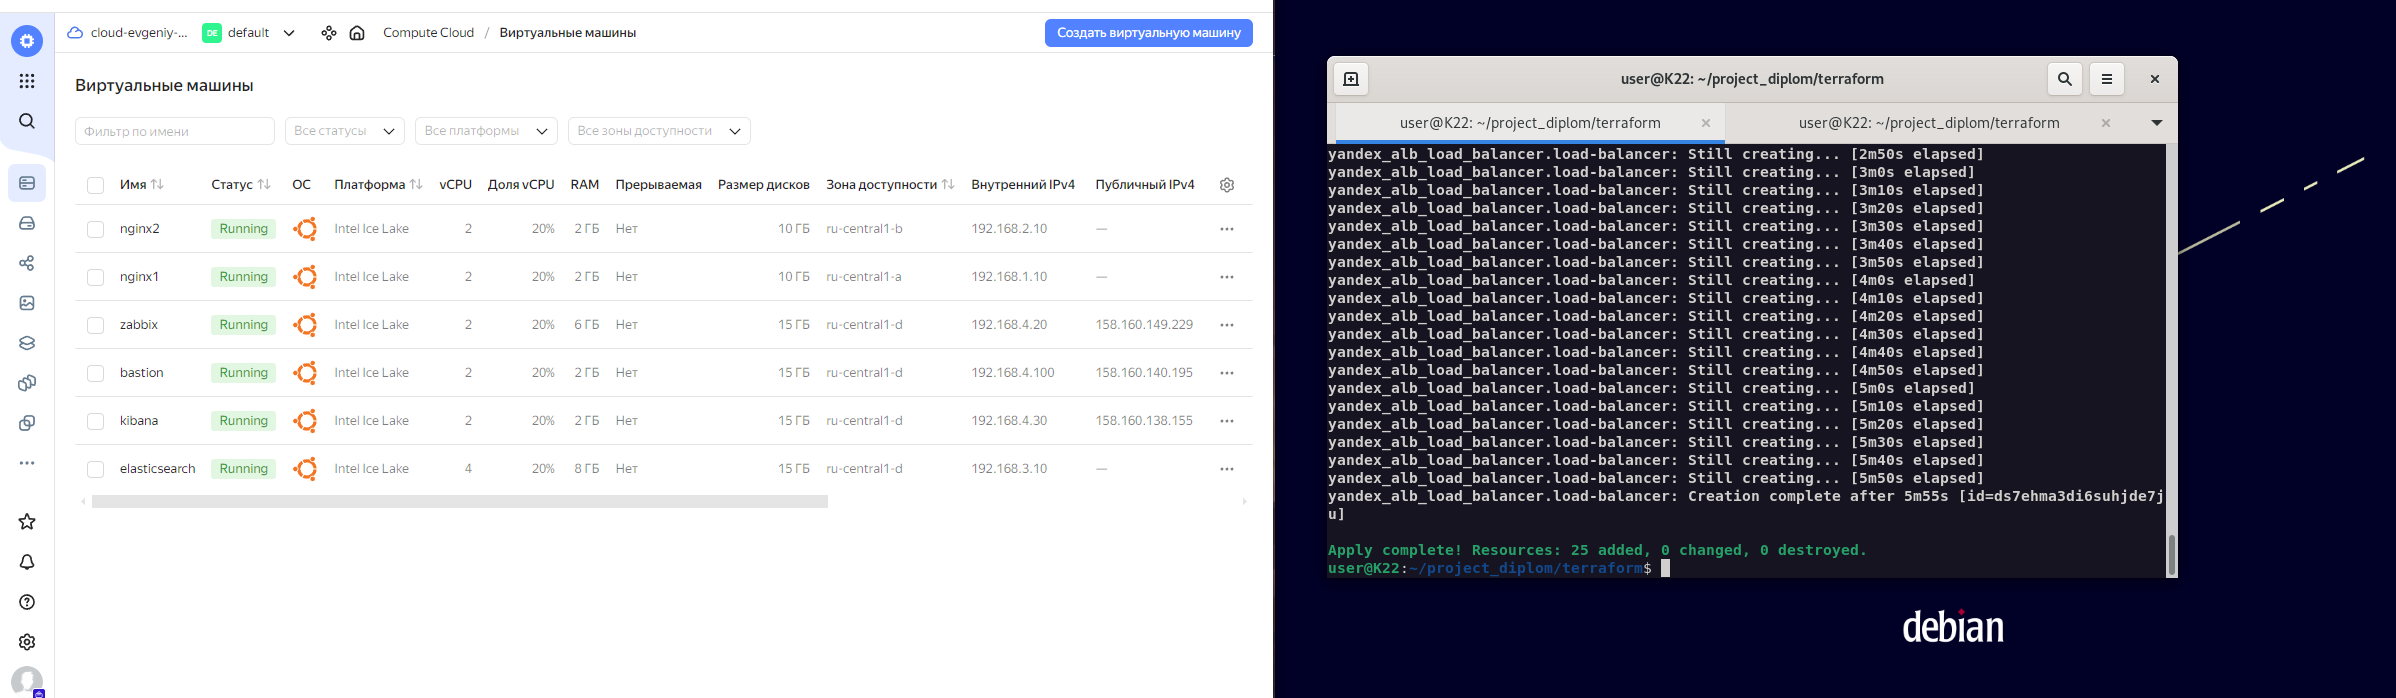 cloud-evgeniy-...
DE default
Compute Cloud / Виртуальные машины
Создать виртуальную машину
Виртуальные машины
Фильтр по имени
Все статусы
Все платформы
Все зоны доступности
Имя Статус ОС Платформа vCPU Доля vCPU RAM Прерываемая Размер дисков Зона доступности Внутренний IPv4 Публичный IPv4
nginx2 Running Intel Ice Lake 2 20% 2 ГБ Нет 10 ГБ ru-central1-b 192.168.2.10 —
nginx1 Running Intel Ice Lake 2 20% 2 ГБ Нет 10 ГБ ru-central1-a 192.168.1.10 —
zabbix Running Intel Ice Lake 2 20% 6 ГБ Нет 15 ГБ ru-central1-d 192.168.4.20 158.160.149.229
bastion Running Intel Ice Lake 2 20% 2 ГБ Нет 15 ГБ ru-central1-d 192.168.4.100 158.160.140.195
kibana Running Intel Ice Lake 2 20% 2 ГБ Нет 15 ГБ ru-central1-d 192.168.4.30 158.160.138.155
elasticsearch Running Intel Ice Lake 4 20% 8 ГБ Нет 15 ГБ ru-central1-d 192.168.3.10 —
user@K22: ~/project_diplom/terraform
user@K22: ~/project_diplom/terraform
user@K22: ~/project_diplom/terraform
yandex_alb_load_balancer.load-balancer: Still creating... [2m50s elapsed]
yandex_alb_load_balancer.load-balancer: Still creating... [3m0s elapsed]
yandex_alb_load_balancer.load-balancer: Still creating... [3m10s elapsed]
yandex_alb_load_balancer.load-balancer: Still creating... [3m20s elapsed]
yandex_alb_load_balancer.load-balancer: Still creating... [3m30s elapsed]
yandex_alb_load_balancer.load-balancer: Still creating... [3m40s elapsed]
yandex_alb_load_balancer.load-balancer: Still creating... [3m50s elapsed]
yandex_alb_load_balancer.load-balancer: Still creating... [4m0s elapsed]
yandex_alb_load_balancer.load-balancer: Still creating... [4m10s elapsed]
yandex_alb_load_balancer.load-balancer: Still creating... [4m20s elapsed]
yandex_alb_load_balancer.load-balancer: Still creating... [4m30s elapsed]
yandex_alb_load_balancer.load-balancer: Still creating... [4m40s elapsed]
yandex_alb_load_balancer.load-balancer: Still creating... [4m50s elapsed]
yandex_alb_load_balancer.load-balancer: Still creating... [5m0s elapsed]
yandex_alb_load_balancer.load-balancer: Still creating... [5m10s elapsed]
yandex_alb_load_balancer.load-balancer: Still creating... [5m20s elapsed]
yandex_alb_load_balancer.load-balancer: Still creating... [5m30s elapsed]
yandex_alb_load_balancer.load-balancer: Still creating... [5m40s elapsed]
yandex_alb_load_balancer.load-balancer: Still creating... [5m50s elapsed]
yandex_alb_load_balancer.load-balancer: Creation complete after 5m55s [id=ds7ehma3di6suhjde7j
u]
Apply complete! Resources: 25 added, 0 changed, 0 destroyed.
user@K22:~/project_diplom/terraform$
debian